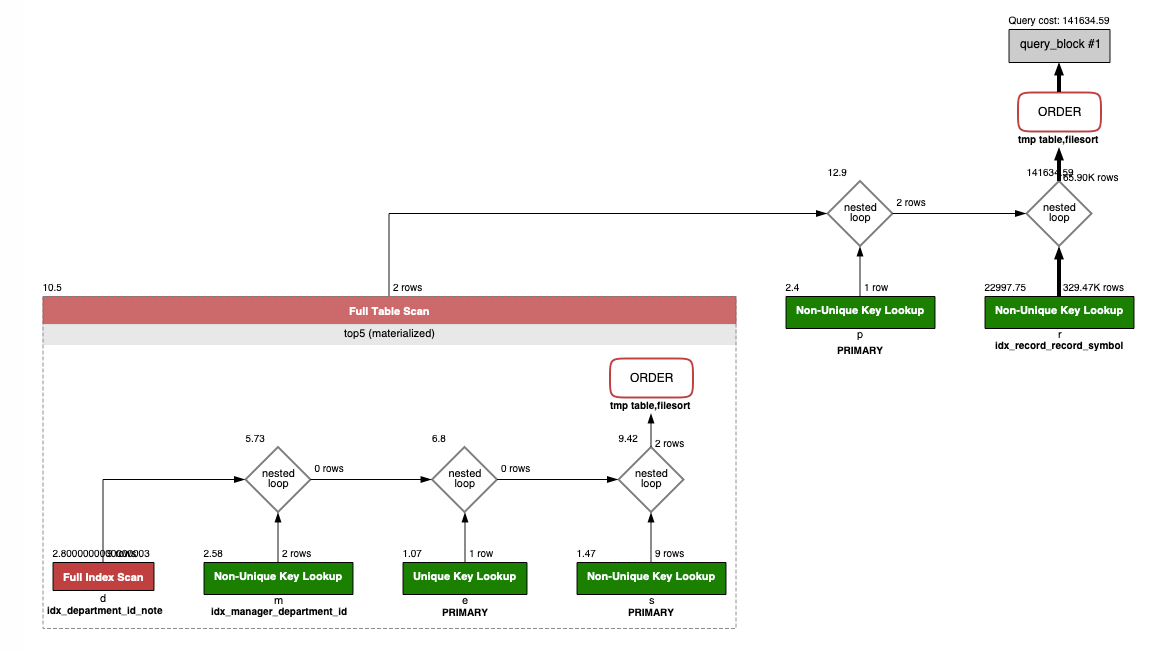 Query cost: 141634.59
query_block #1
ORDER
tmp table,filesort
141634.59
65.90K rows
12.9
nested
loop
2 rows
nested
loop
10.5
2 rows
2.4
1 row
22997.75
329.47K rows
Full Table Scan
Non-Unique Key Lookup
Non-Unique Key Lookup
top5 (materialized)
p
r
PRIMARY
idx_record_record_symbol
ORDER
tmp table,filesort
5.73
6.8
9.42
2 rows
nested
loop
0 rows
nested
loop
0 rows
nested
loop
2.8000000000000003
rows
2.58
2 rows
1.07
1 row
1.47
9 rows
Full Index Scan
Non-Unique Key Lookup
Unique Key Lookup
Non-Unique Key Lookup
d
m
e
s
idx_department_id_note
idx_manager_department_id
PRIMARY
PRIMARY